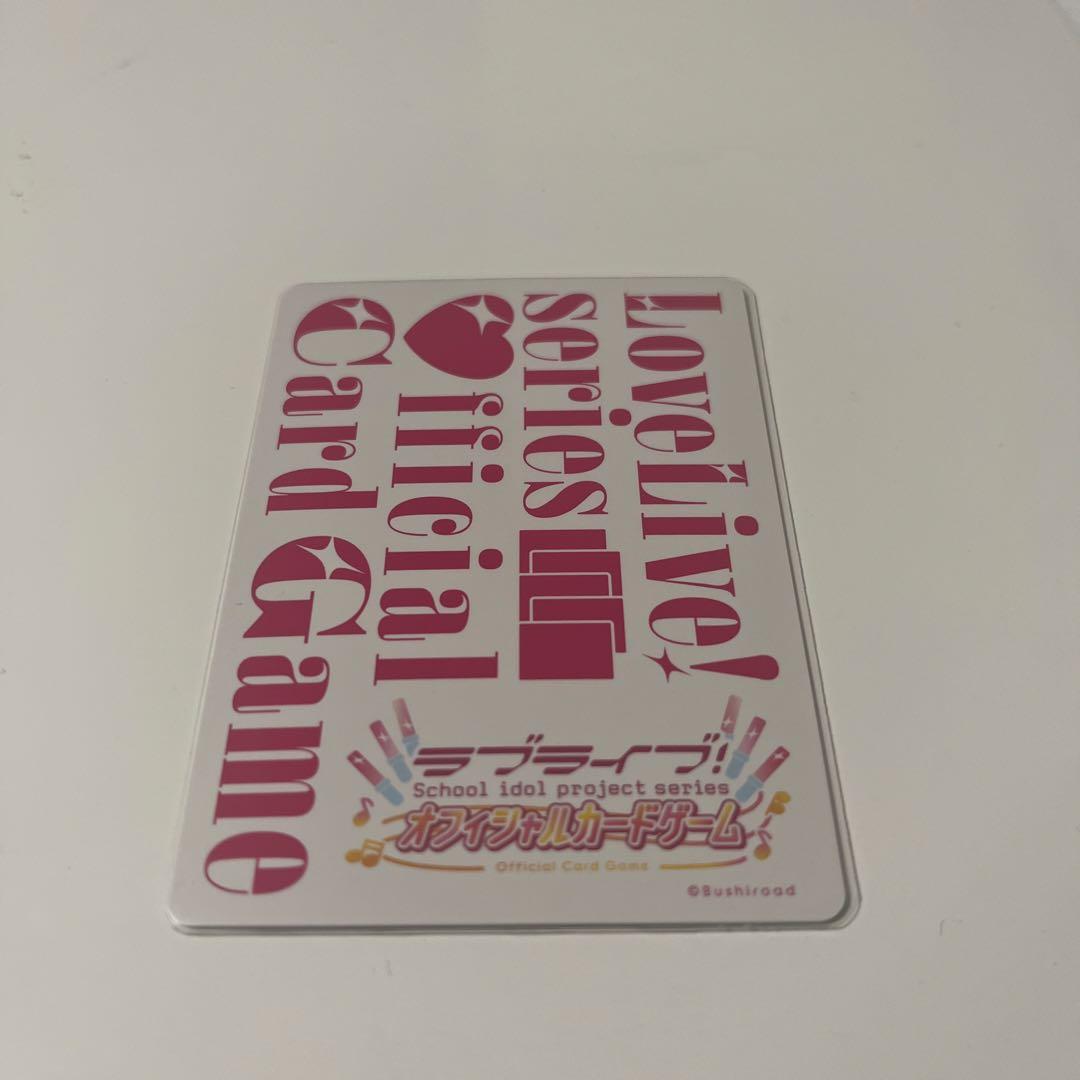 LoveLive!
series
fficial
Card Game
ラブライブ!
School idol project series
オフィシャルカードゲーム
Official Card Game
©Bushiroad